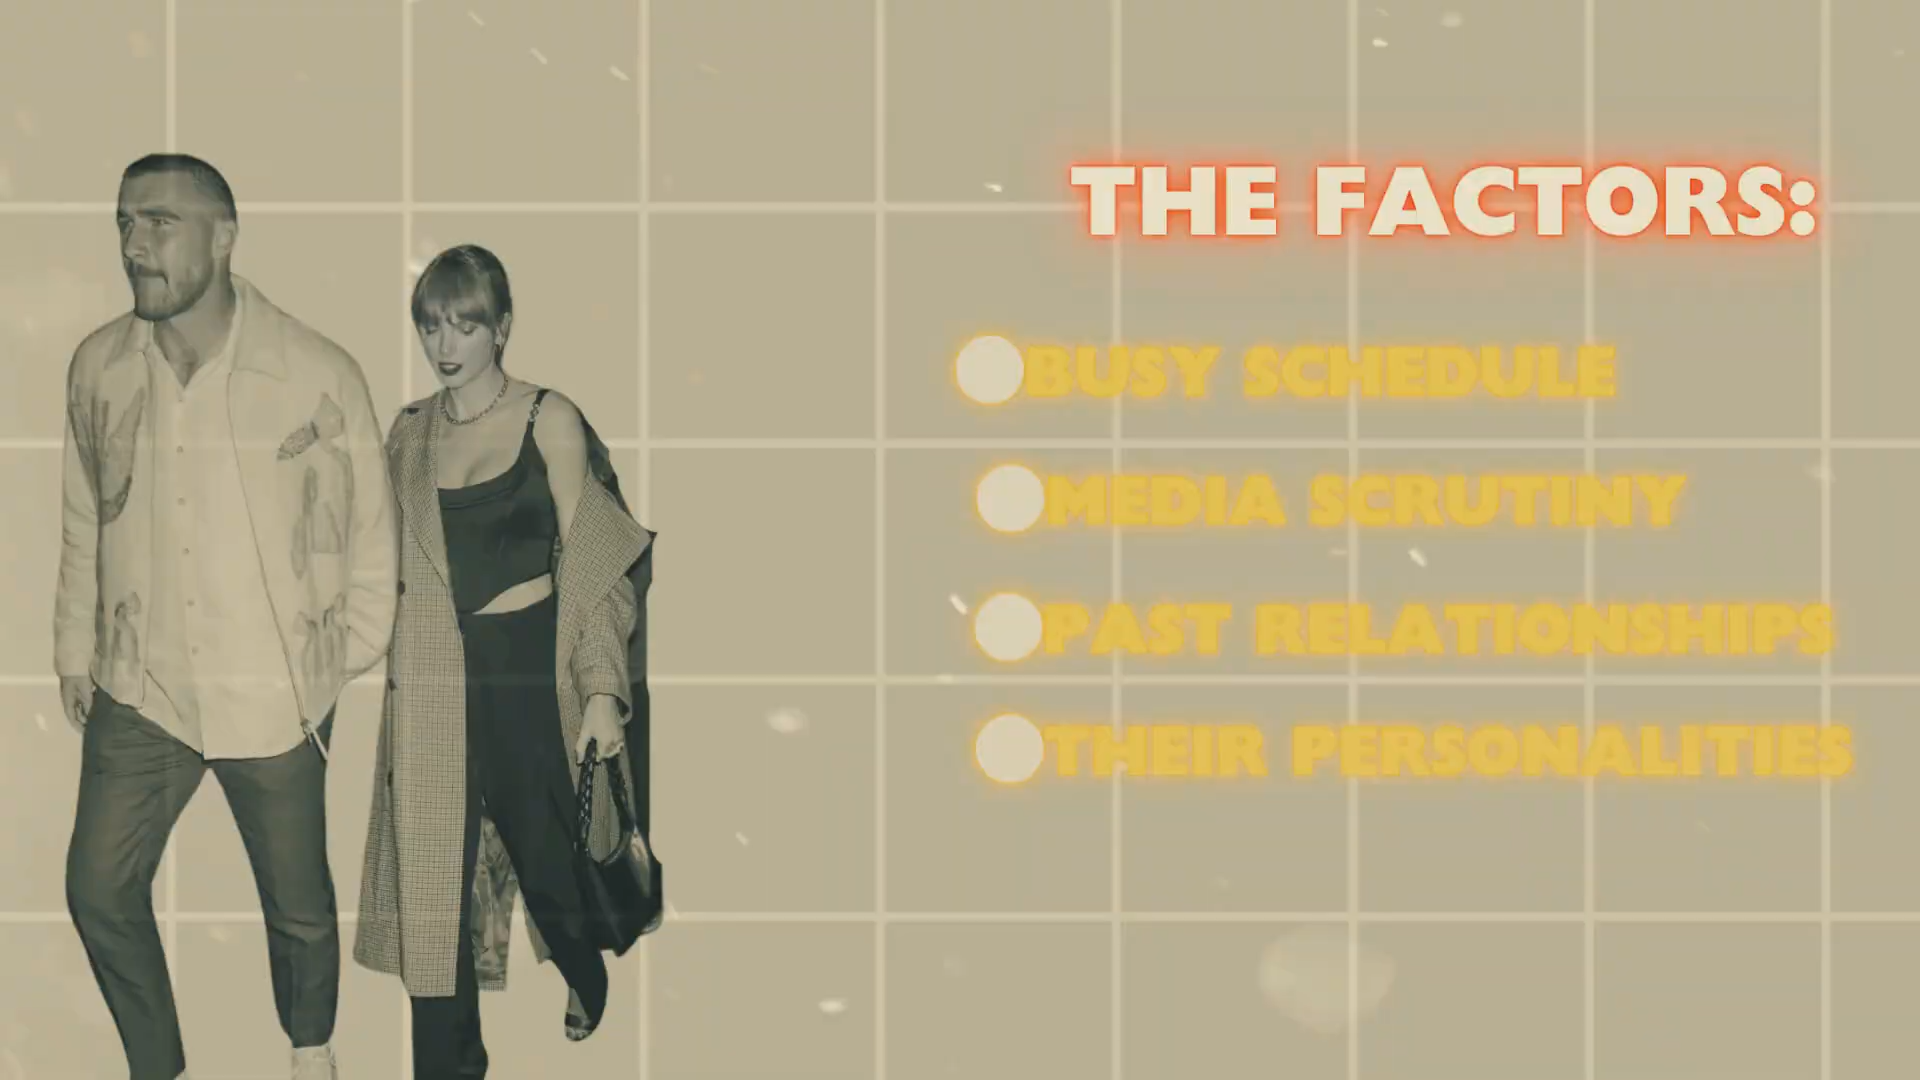 THE FACTORS:
BUSY SCHEDULE
MEDIA SCRUTINY
PAST RELATIONSHIPS
THEIR PERSONALITIES